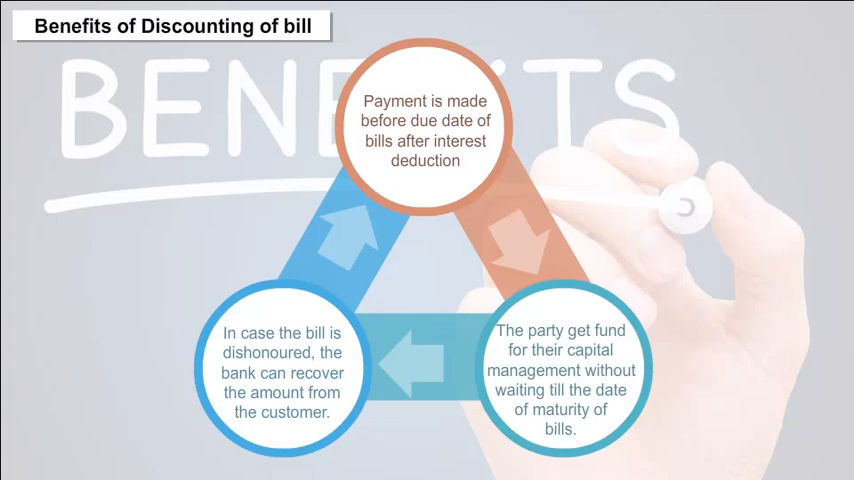 Benefits of Discounting of bill
Payment is made
before due date of
bills after interest
deduction
In case the bill is
dishonoured, the
bank can recover
the amount from
the customer.
The party get fund
for their capital
management without
waiting till the date
of maturity of
bills.